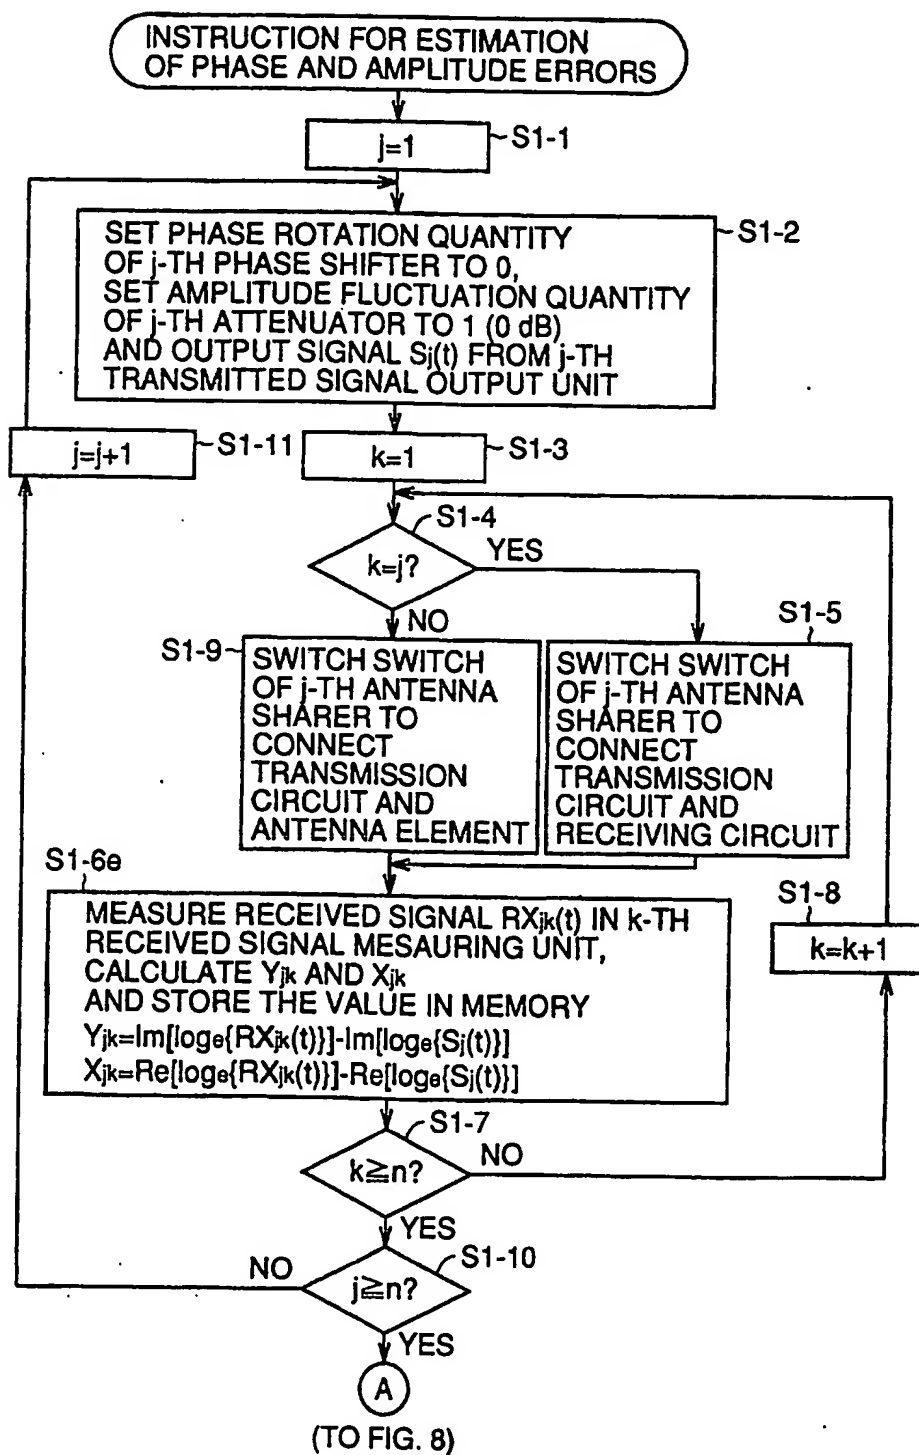 INSTRUCTION FOR ESTIMATION
OF PHASE AND AMPLITUDE ERRORS
j=1
S1-1
SET PHASE ROTATION QUANTITY
OF j-TH PHASE SHIFTER TO 0,
SET AMPLITUDE FLUCTUATION QUANTITY
OF j-TH ATTENUATOR TO 1 (0 dB)
AND OUTPUT SIGNAL Sj(t) FROM j-TH
TRANSMITTED SIGNAL OUTPUT UNIT
S1-2
j=j+1
S1-11
k=1
S1-3
S1-4
k=j?
YES
NO
S1-9
SWITCH SWITCH
OF j-TH ANTENNA
SHARER TO
CONNECT
TRANSMISSION
CIRCUIT AND
ANTENNA ELEMENT
S1-5
SWITCH SWITCH
OF j-TH ANTENNA
SHARER TO
CONNECT
TRANSMISSION
CIRCUIT AND
RECEIVING CIRCUIT
S1-6e
MEASURE RECEIVED SIGNAL RXjk(t) IN k-TH
RECEIVED SIGNAL MESAURING UNIT,
CALCULATE Yjk AND Xjk
AND STORE THE VALUE IN MEMORY
Yjk=Im[loge{RXjk(t)}]-Im[loge{Sj(t)}]
Xjk=Re[loge{RXjk(t)}]-Re[loge{Sj(t)}]
S1-8
k=k+1
S1-7
k≧n?
NO
YES
S1-10
j≧n?
NO
YES
A
(TO FIG. 8)